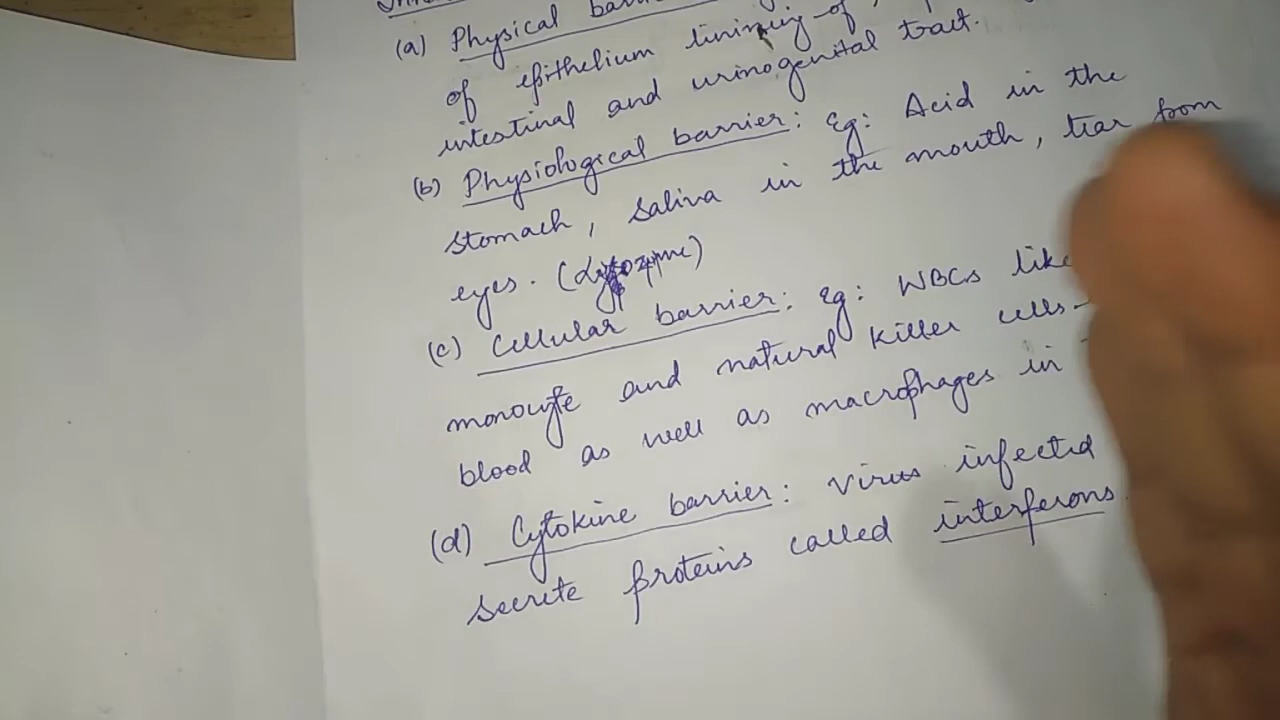 (a) Physical
of epithelium linining of
intestinal and urinogenital tract.
(b) Physiological barrier: Eg: Acid in the
stomach, saliva in the mouth, tear from
eyes.
(c) Cellular barrier: Eg: WBCs like
monocyte and natural killer cells
blood as well as macrophages in
(d) Cytokine barrier: Virus infected
secrete proteins called interferons.